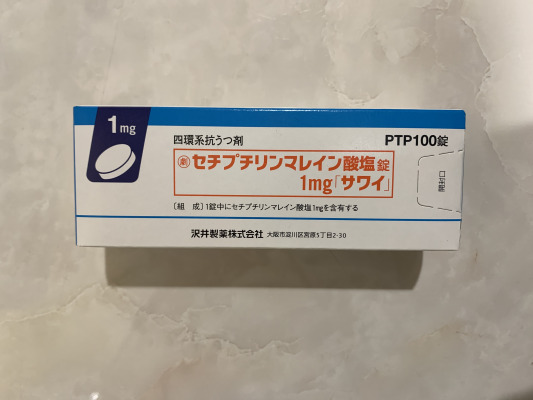 1mg
四環系抗うつ剤
PTP100錠
劇 セチプチリンマレイン酸塩錠
1mg「サワイ」
〔組 成〕1錠中にセチプチリンマレイン酸塩1mgを含有する
沢井製薬株式会社 大阪市淀川区宮原5丁目2-30
開封口